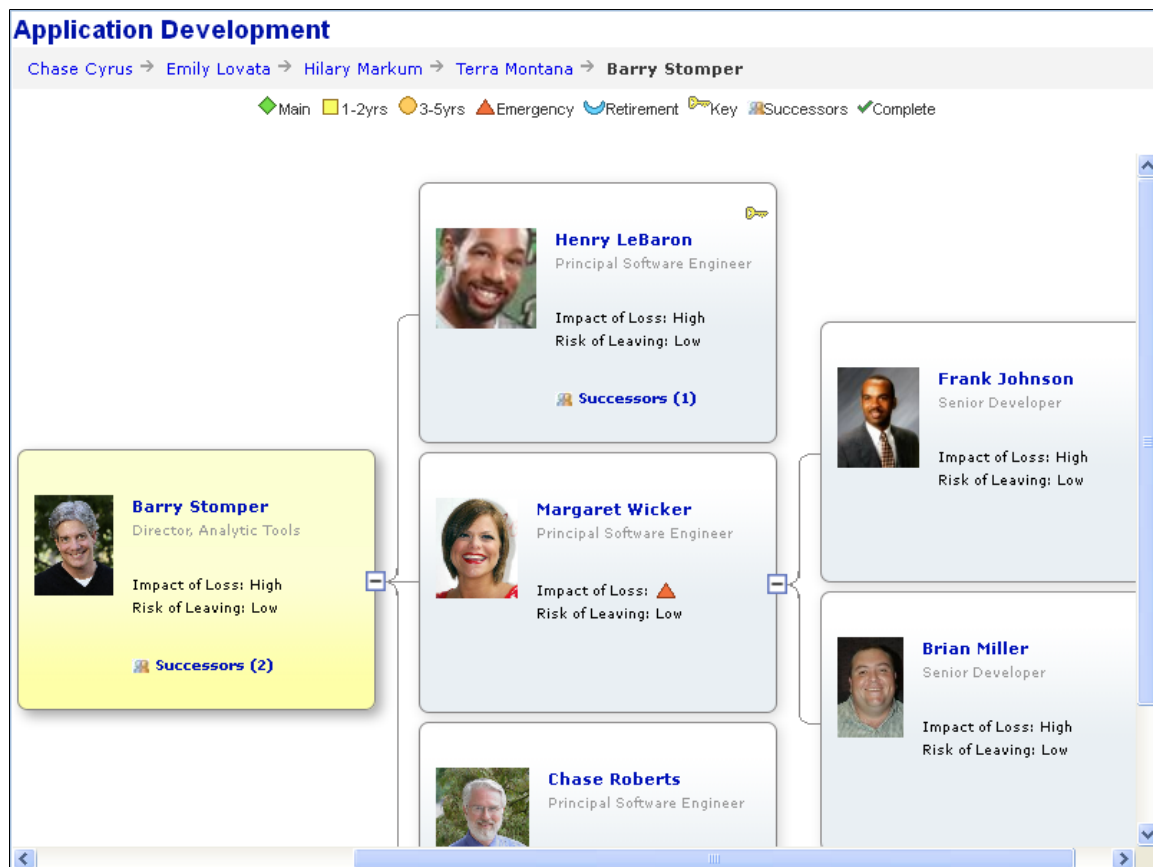 Application Development
Chase Cyrus → Emily Lovata → Hilary Markum → Terra Montana → Barry Stomper
Main 1-2yrs 3-5yrs Emergency Retirement Key Successors Complete
Henry LeBaron
Principal Software Engineer
Impact of Loss: High
Risk of Leaving: Low
Successors (1)
Frank Johnson
Senior Developer
Impact of Loss: High
Risk of Leaving: Low
Barry Stomper
Director, Analytic Tools
Impact of Loss: High
Risk of Leaving: Low
Successors (2)
Margaret Wicker
Principal Software Engineer
Impact of Loss:
Risk of Leaving: Low
Brian Miller
Senior Developer
Impact of Loss: High
Risk of Leaving: Low
Chase Roberts
Principal Software Engineer